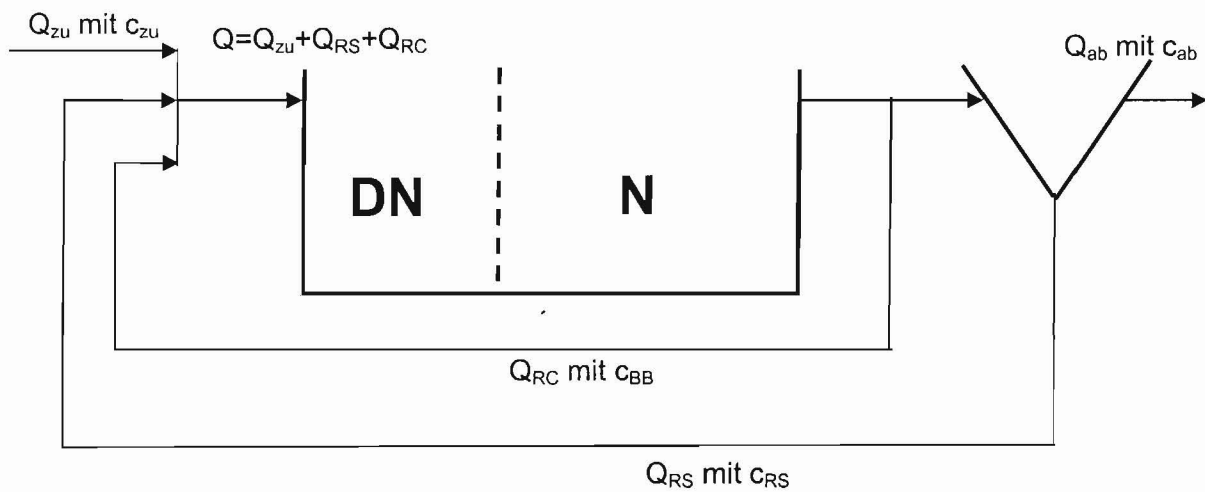 Q_zu mit c_zu
Q=Q_zu+Q_RS+Q_RC
Q_ab mit c_ab
DN
N
Q_RC mit c_BB
Q_RS mit c_RS